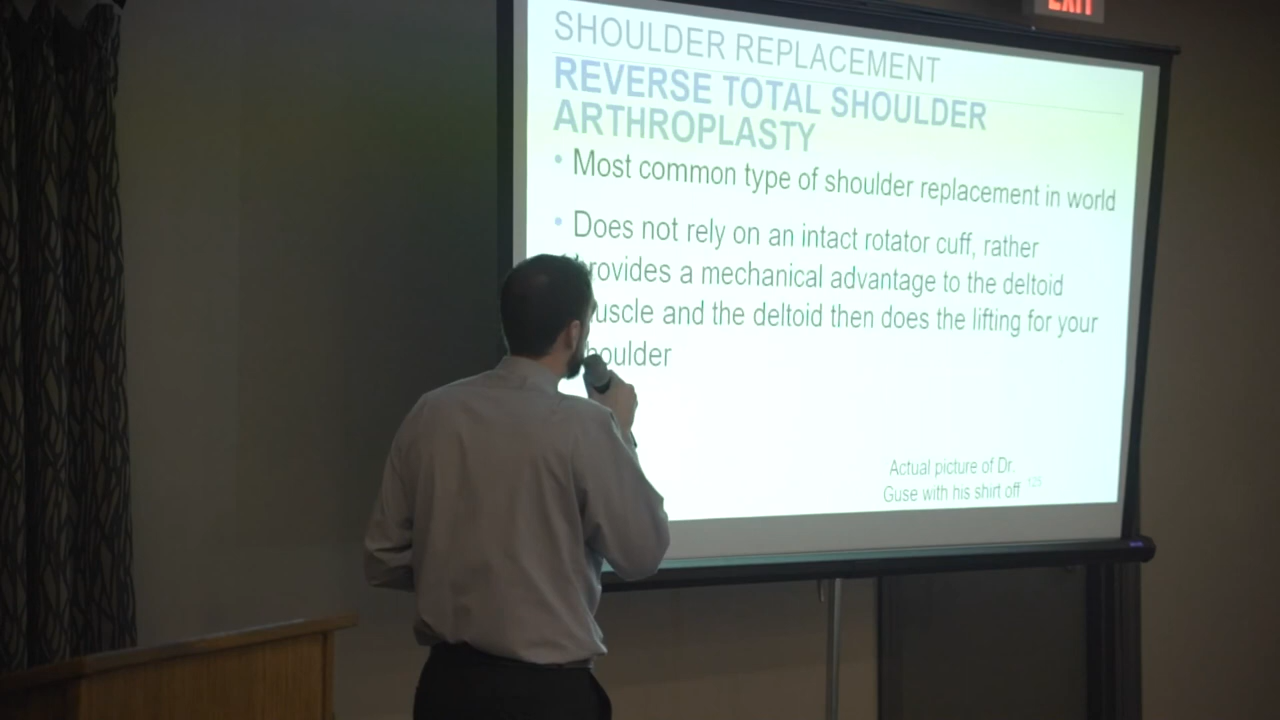 EXIT
SHOULDER REPLACEMENT
REVERSE TOTAL SHOULDER
ARTHROPLASTY
• Most common type of shoulder replacement in world
• Does not rely on an intact rotator cuff, rather
provides a mechanical advantage to the deltoid
muscle and the deltoid then does the lifting for your
shoulder
Actual picture of Dr.
Guse with his shirt off
125